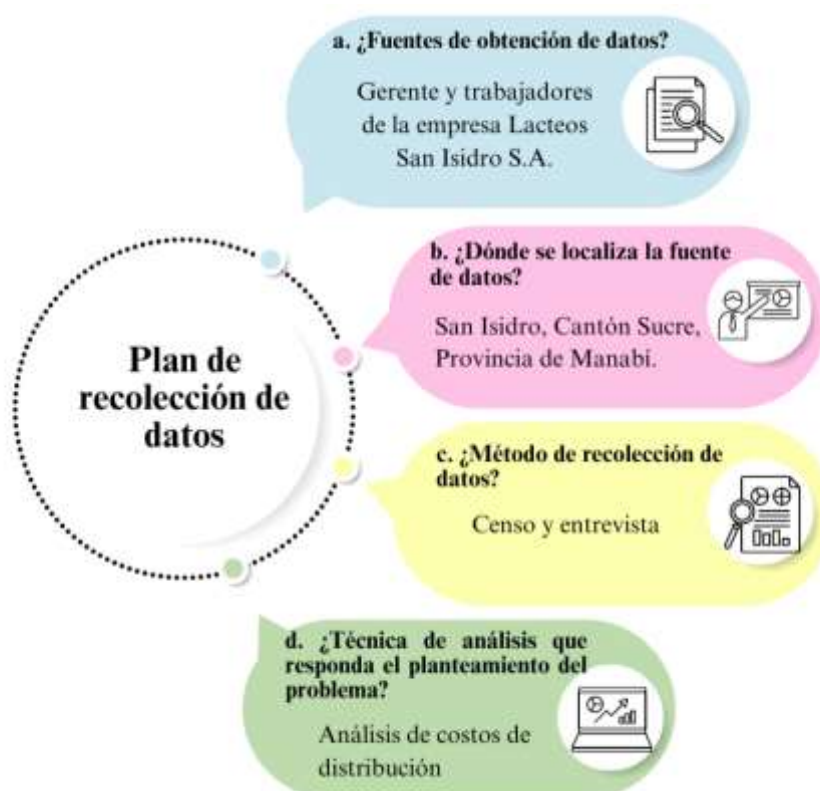 a. ¿Fuentes de obtención de datos?
Gerente y trabajadores
de la empresa Lacteos
San Isidro S.A.
b. ¿Dónde se localiza la fuente
de datos?
San Isidro, Cantón Sucre,
Provincia de Manabí.
Plan de
recolección de
datos
c. ¿Método de recolección de
datos?
Censo y entrevista
d. ¿Técnica de análisis que
responda el planteamiento del
problema?
Análisis de costos de
distribución